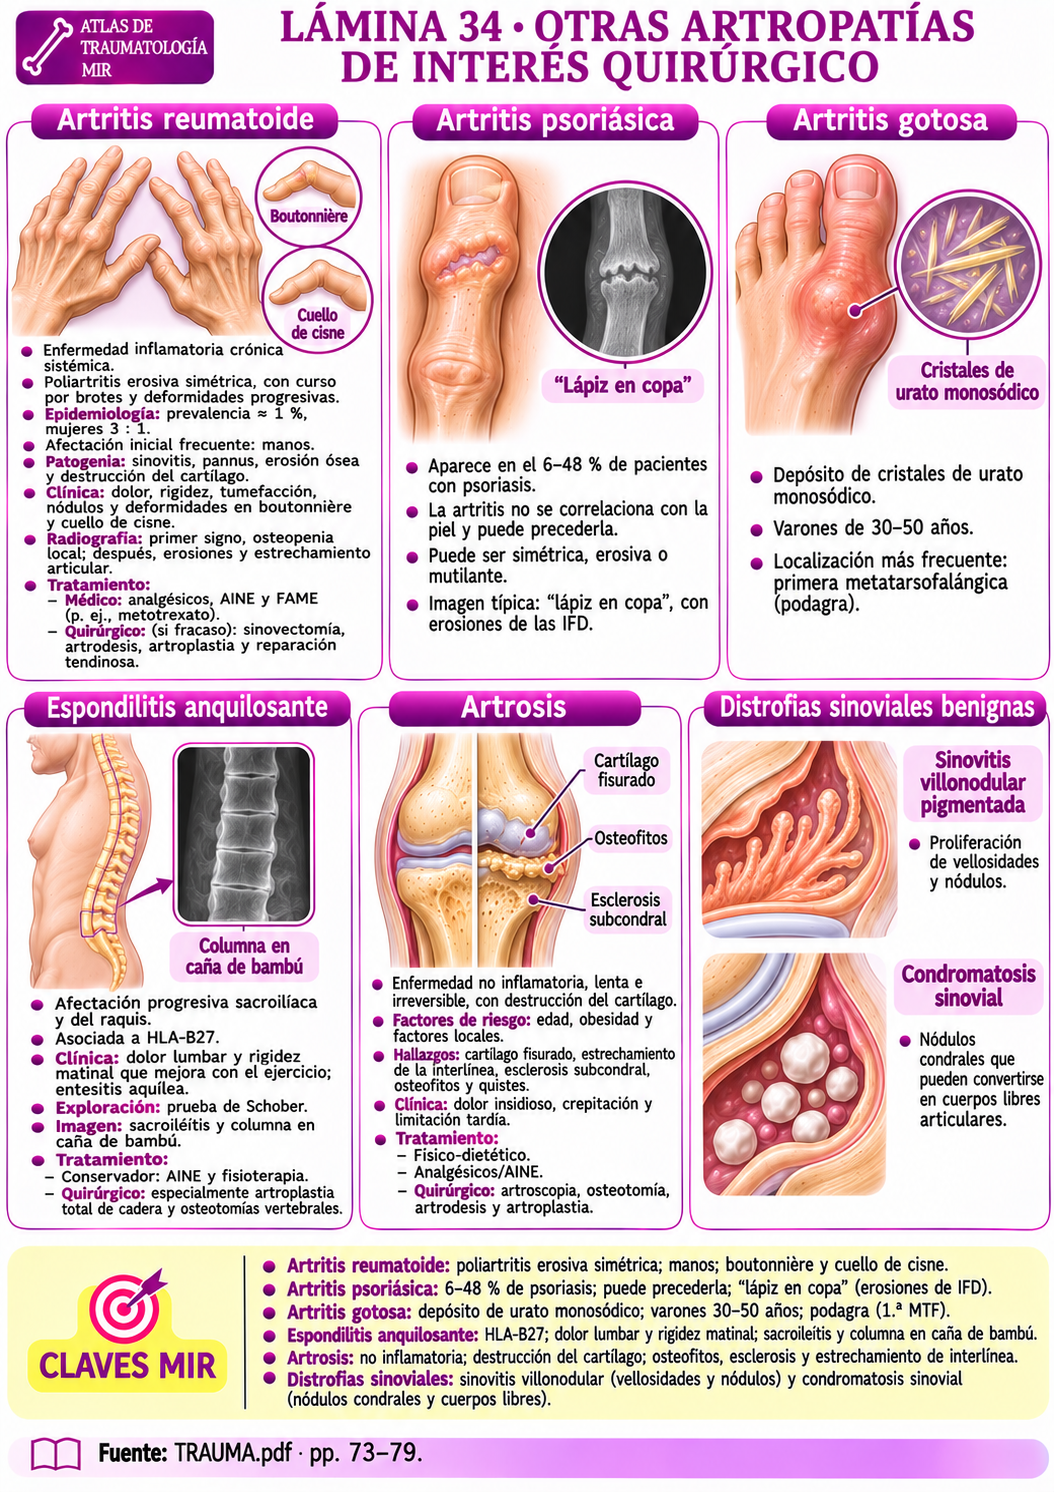 ATLAS DE
TRAUMATOLOGÍA
MIR
LÁMINA 34 · OTRAS ARTROPATÍAS
DE INTERÉS QUIRÚRGICO
Artritis reumatoide
Boutonnière
Cuello
de cisne
● Enfermedad inflamatoria crónica
sistémica.
● Poliartritis erosiva simétrica, con curso
por brotes y deformidades progresivas.
● Epidemiología: prevalencia ≈ 1 %,
mujeres 3 : 1.
● Afectación inicial frecuente: manos.
● Patogenia: sinovitis, pannus, erosión ósea
y destrucción del cartílago.
● Clínica: dolor, rigidez, tumefacción,
nódulos y deformidades en boutonnière
y cuello de cisne.
● Radiografía: primer signo, osteopenia
local; después, erosiones y estrechamiento
articular.
● Tratamiento:
– Médico: analgésicos, AINE y FAME
(p. ej., metotrexato).
– Quirúrgico: (si fracaso): sinovectomía,
artrodesis, artroplastia y reparación
tendinosa.
Artritis psoriásica
“Lápiz en copa”
● Aparece en el 6–48 % de pacientes
con psoriasis.
● La artritis no se correlaciona con la
piel y puede precederla.
● Puede ser simétrica, erosiva o
mutilante.
● Imagen típica: “lápiz en copa”, con
erosiones de las IFD.
Artritis gotosa
Cristales de
urato monosódico
● Depósito de cristales de urato
monosódico.
● Varones de 30–50 años.
● Localización más frecuente:
primera metatarsofalángica
(podagra).
Espondilitis anquilosante
Columna en
caña de bambú
● Afectación progresiva sacroilíaca
y del raquis.
● Asociada a HLA-B27.
● Clínica: dolor lumbar y rigidez
matinal que mejora con el ejercicio;
entesitis aquílea.
● Exploración: prueba de Schober.
● Imagen: sacroiléítis y columna en
caña de bambú.
● Tratamiento:
– Conservador: AINE y fisioterapia.
– Quirúrgico: especialmente artroplastia
total de cadera y osteotomías vertebrales.
Artrosis
Cartílago
fisurado
Osteofitos
Esclerosis
subcondral
● Enfermedad no inflamatoria, lenta e
irreversible, con destrucción del cartílago.
● Factores de riesgo: edad, obesidad y
factores locales.
● Hallazgos: cartílago fisurado, estrechamiento
de la interlínea, esclerosis subcondral,
osteofitos y quistes.
● Clínica: dolor insidioso, crepitación y
limitación tardía.
● Tratamiento:
– Físico-dietético.
– Analgésicos/AINE.
– Quirúrgico: artroscopia, osteotomía,
artrodesis y artroplastia.
Distrofias sinoviales benignas
Sinovitis
villonodular
pigmentada
● Proliferación
de vellosidades
y nódulos.
Condromatosis
sinovial
● Nódulos
condrales que
pueden convertirse
en cuerpos libres
articulares.
CLAVES MIR
● Artritis reumatoide: poliartritis erosiva simétrica; manos; boutonnière y cuello de cisne.
● Artritis psoriásica: 6–48 % de psoriasis; puede precederla; “lápiz en copa” (erosiones de IFD).
● Artritis gotosa: depósito de urato monosódico; varones 30–50 años; podagra (1.ª MTF).
● Espondilitis anquilosante: HLA-B27; dolor lumbar y rigidez matinal; sacroileítis y columna en caña de bambú.
● Artrosis: no inflamatoria; destrucción del cartílago; osteofitos, esclerosis y estrechamiento de interlínea.
● Distrofias sinoviales: sinovitis villonodular (vellosidades y nódulos) y condromatosis sinovial
(nódulos condrales y cuerpos libres).
Fuente: TRAUMA.pdf · pp. 73–79.